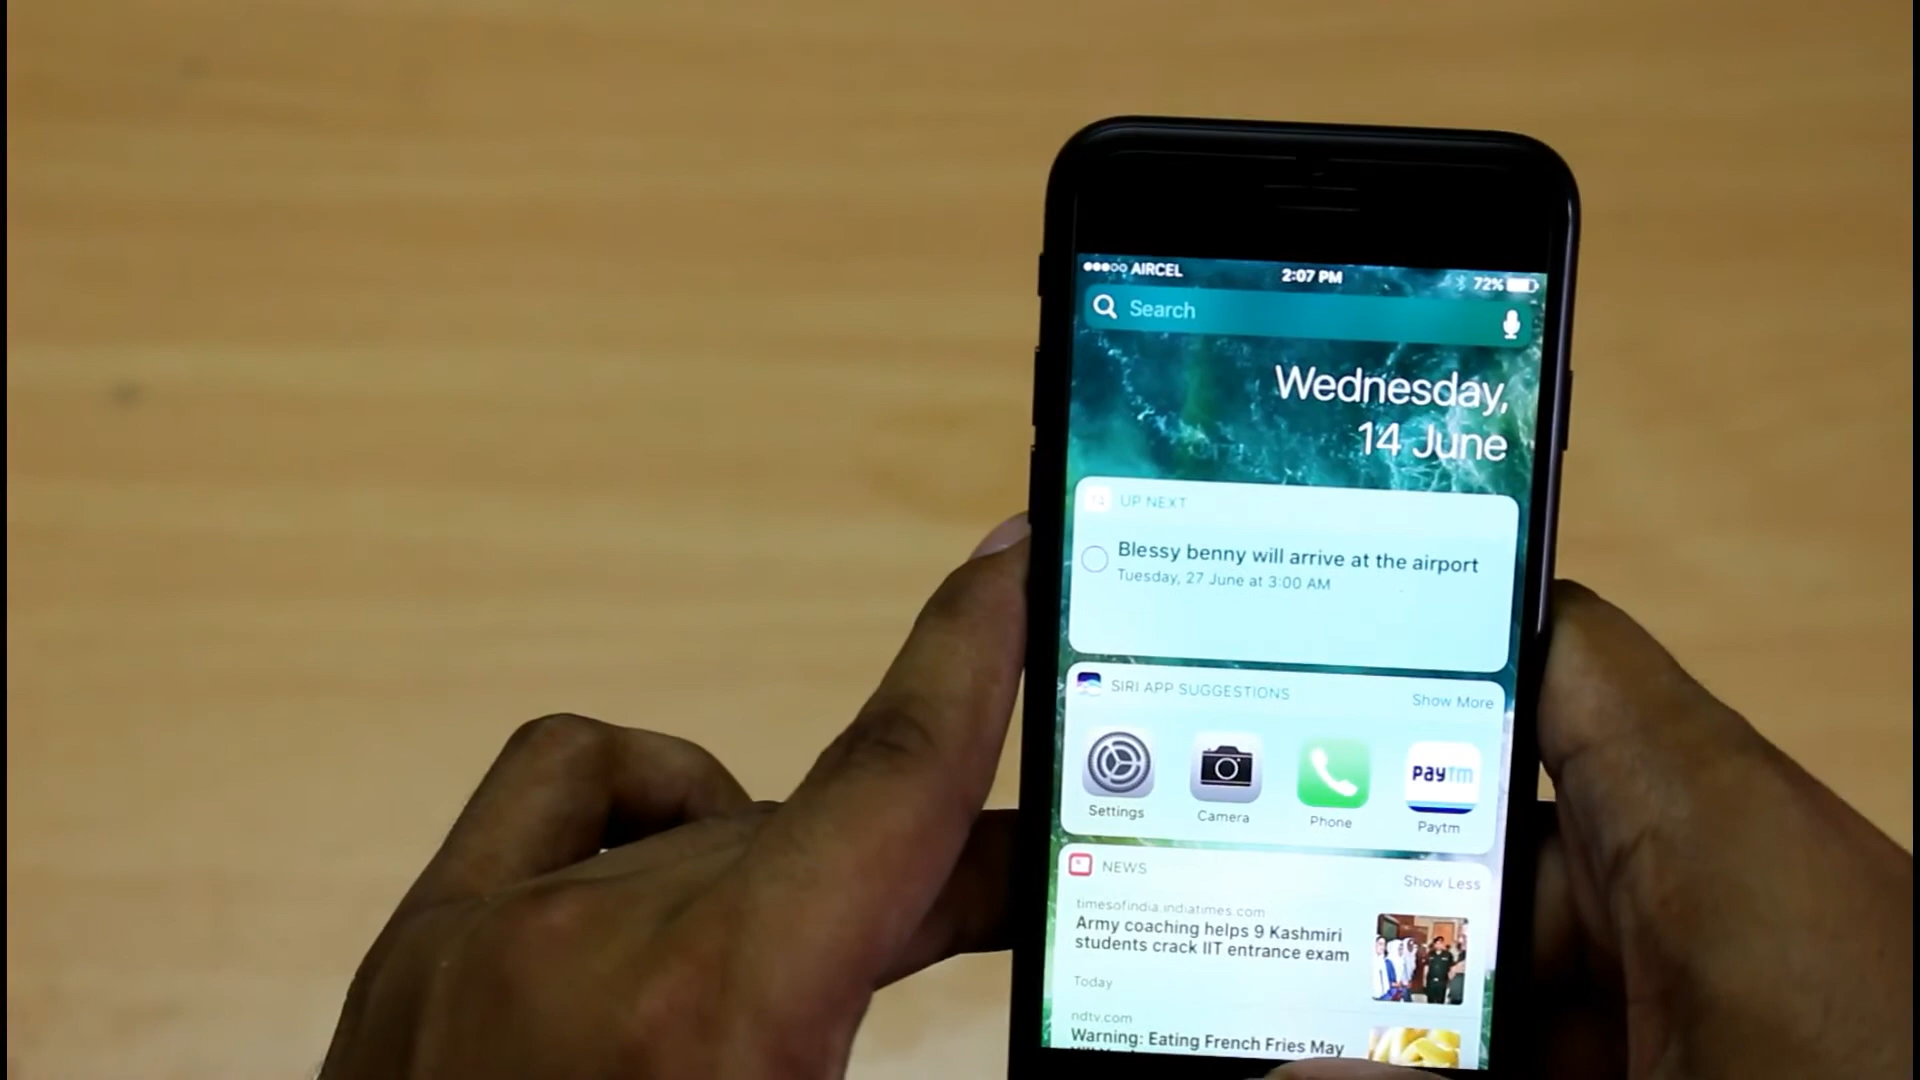 AIRCEL 2:07 PM 72%
Search
Wednesday,
14 June
UP NEXT
Blessy benny will arrive at the airport
Tuesday, 27 June at 3:00 AM
SIRI APP SUGGESTIONS Show More
Settings Camera Phone Paytm
NEWS Show Less
timesofindia.indiatimes.com
Army coaching helps 9 Kashmiri
students crack IIT entrance exam
Today
ndtv.com
Warning: Eating French Fries May